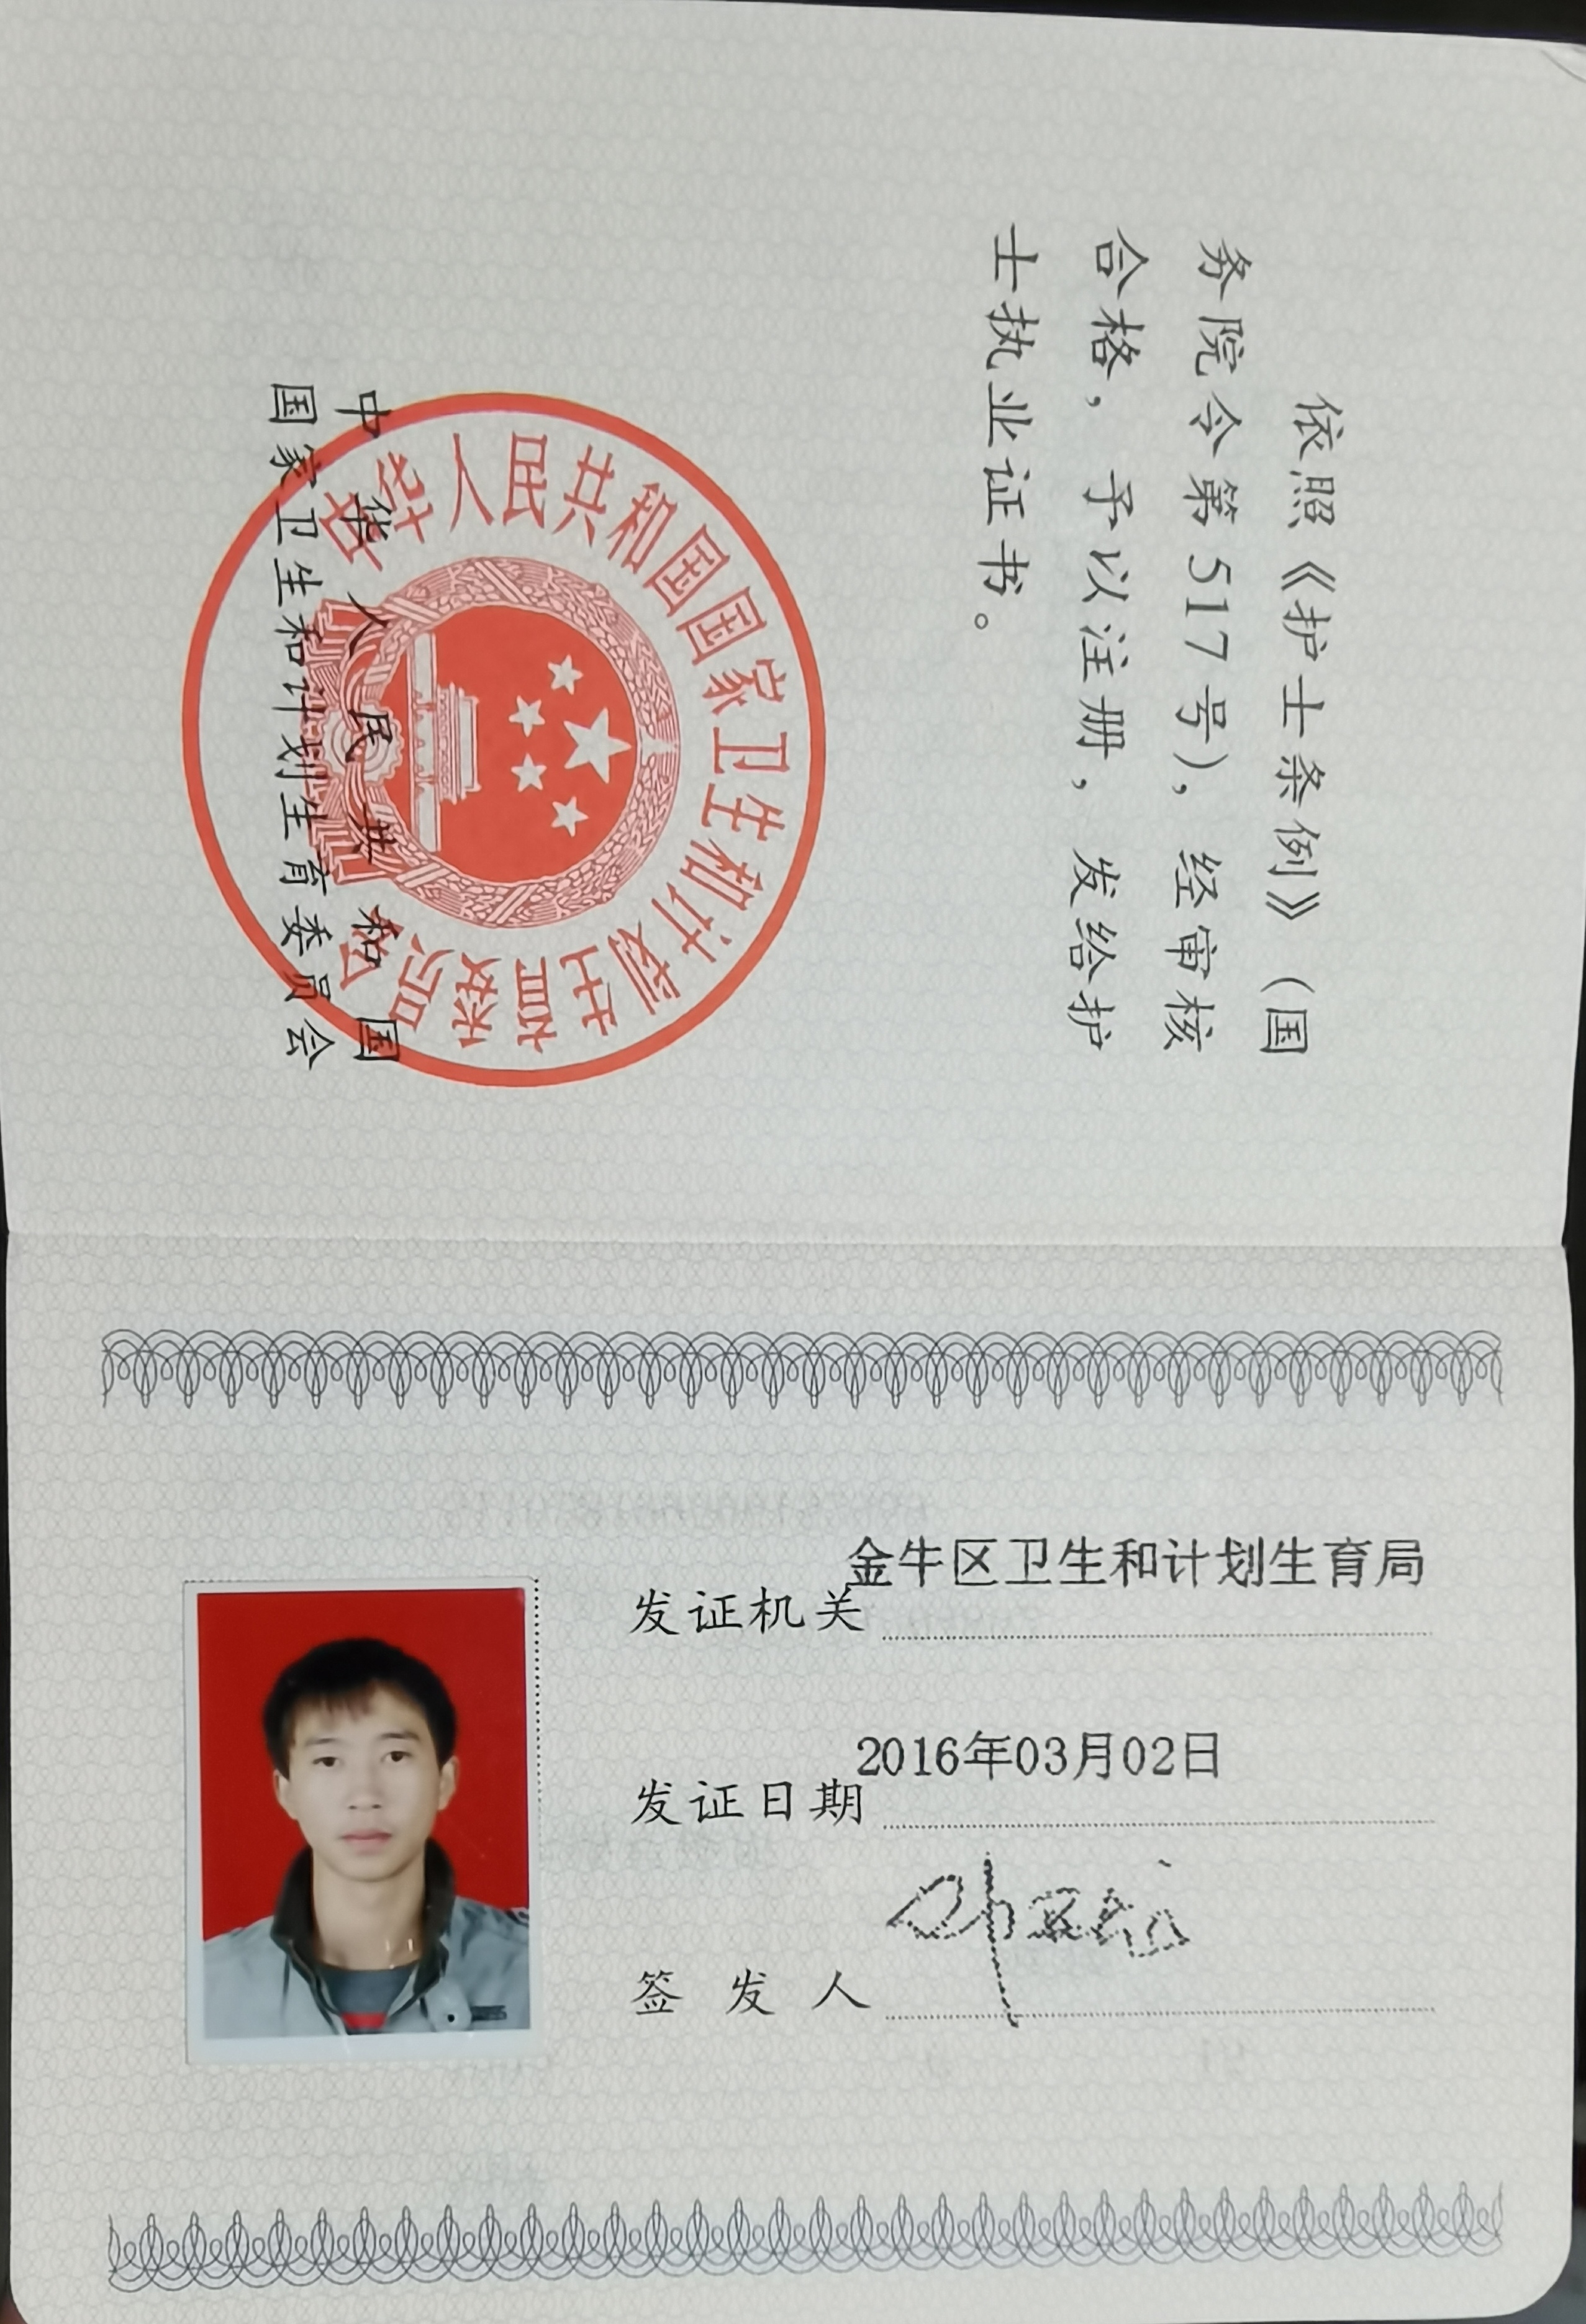 依照《护士条例》（国
务院令第517号），经审核
合格，予以注册，发给护
士执业证书。
中华人民共和国国家卫生和计划生育委员会
中华人民共和国
国家卫生和计划生育委员会
金牛区卫生和计划生育局
发证机关
2016年03月02日
发证日期
签发人